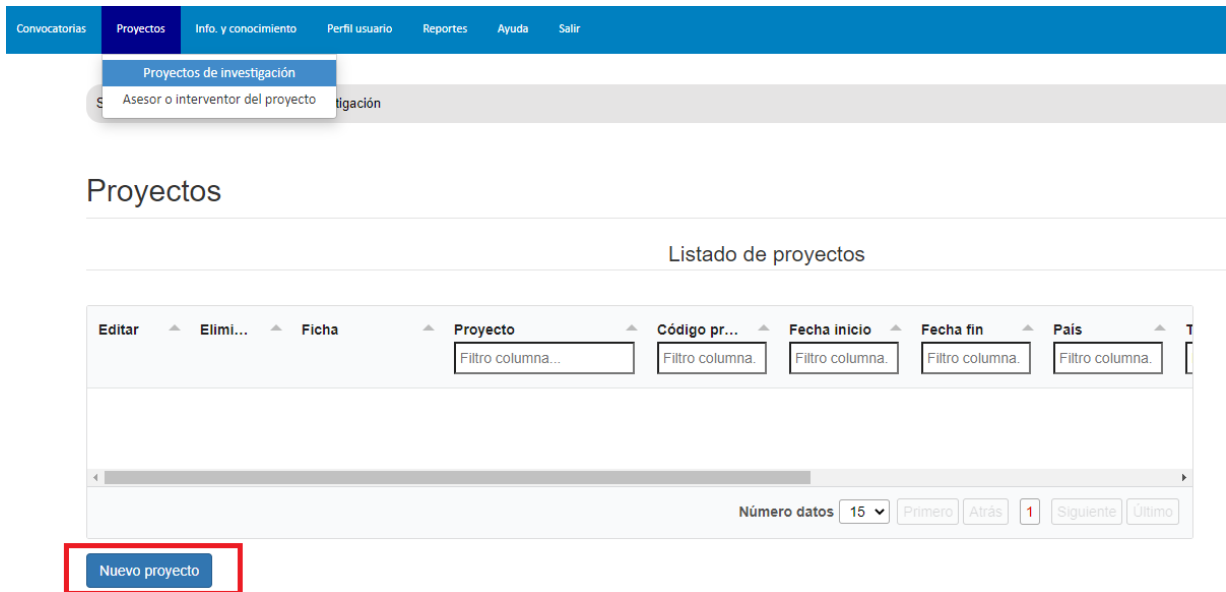 Convocatorias Proyectos Info. y conocimiento Perfil usuario Reportes Ayuda Salir
Proyectos de investigación
Asesor o interventor del proyecto
Proyectos
Listado de proyectos
Editar Elimi... Ficha Proyecto Código pr... Fecha inicio Fecha fin País
Filtro columna... Filtro columna. Filtro columna. Filtro columna. Filtro columna.
Número datos 15 Primero Atrás 1 Siguiente Último
Nuevo proyecto